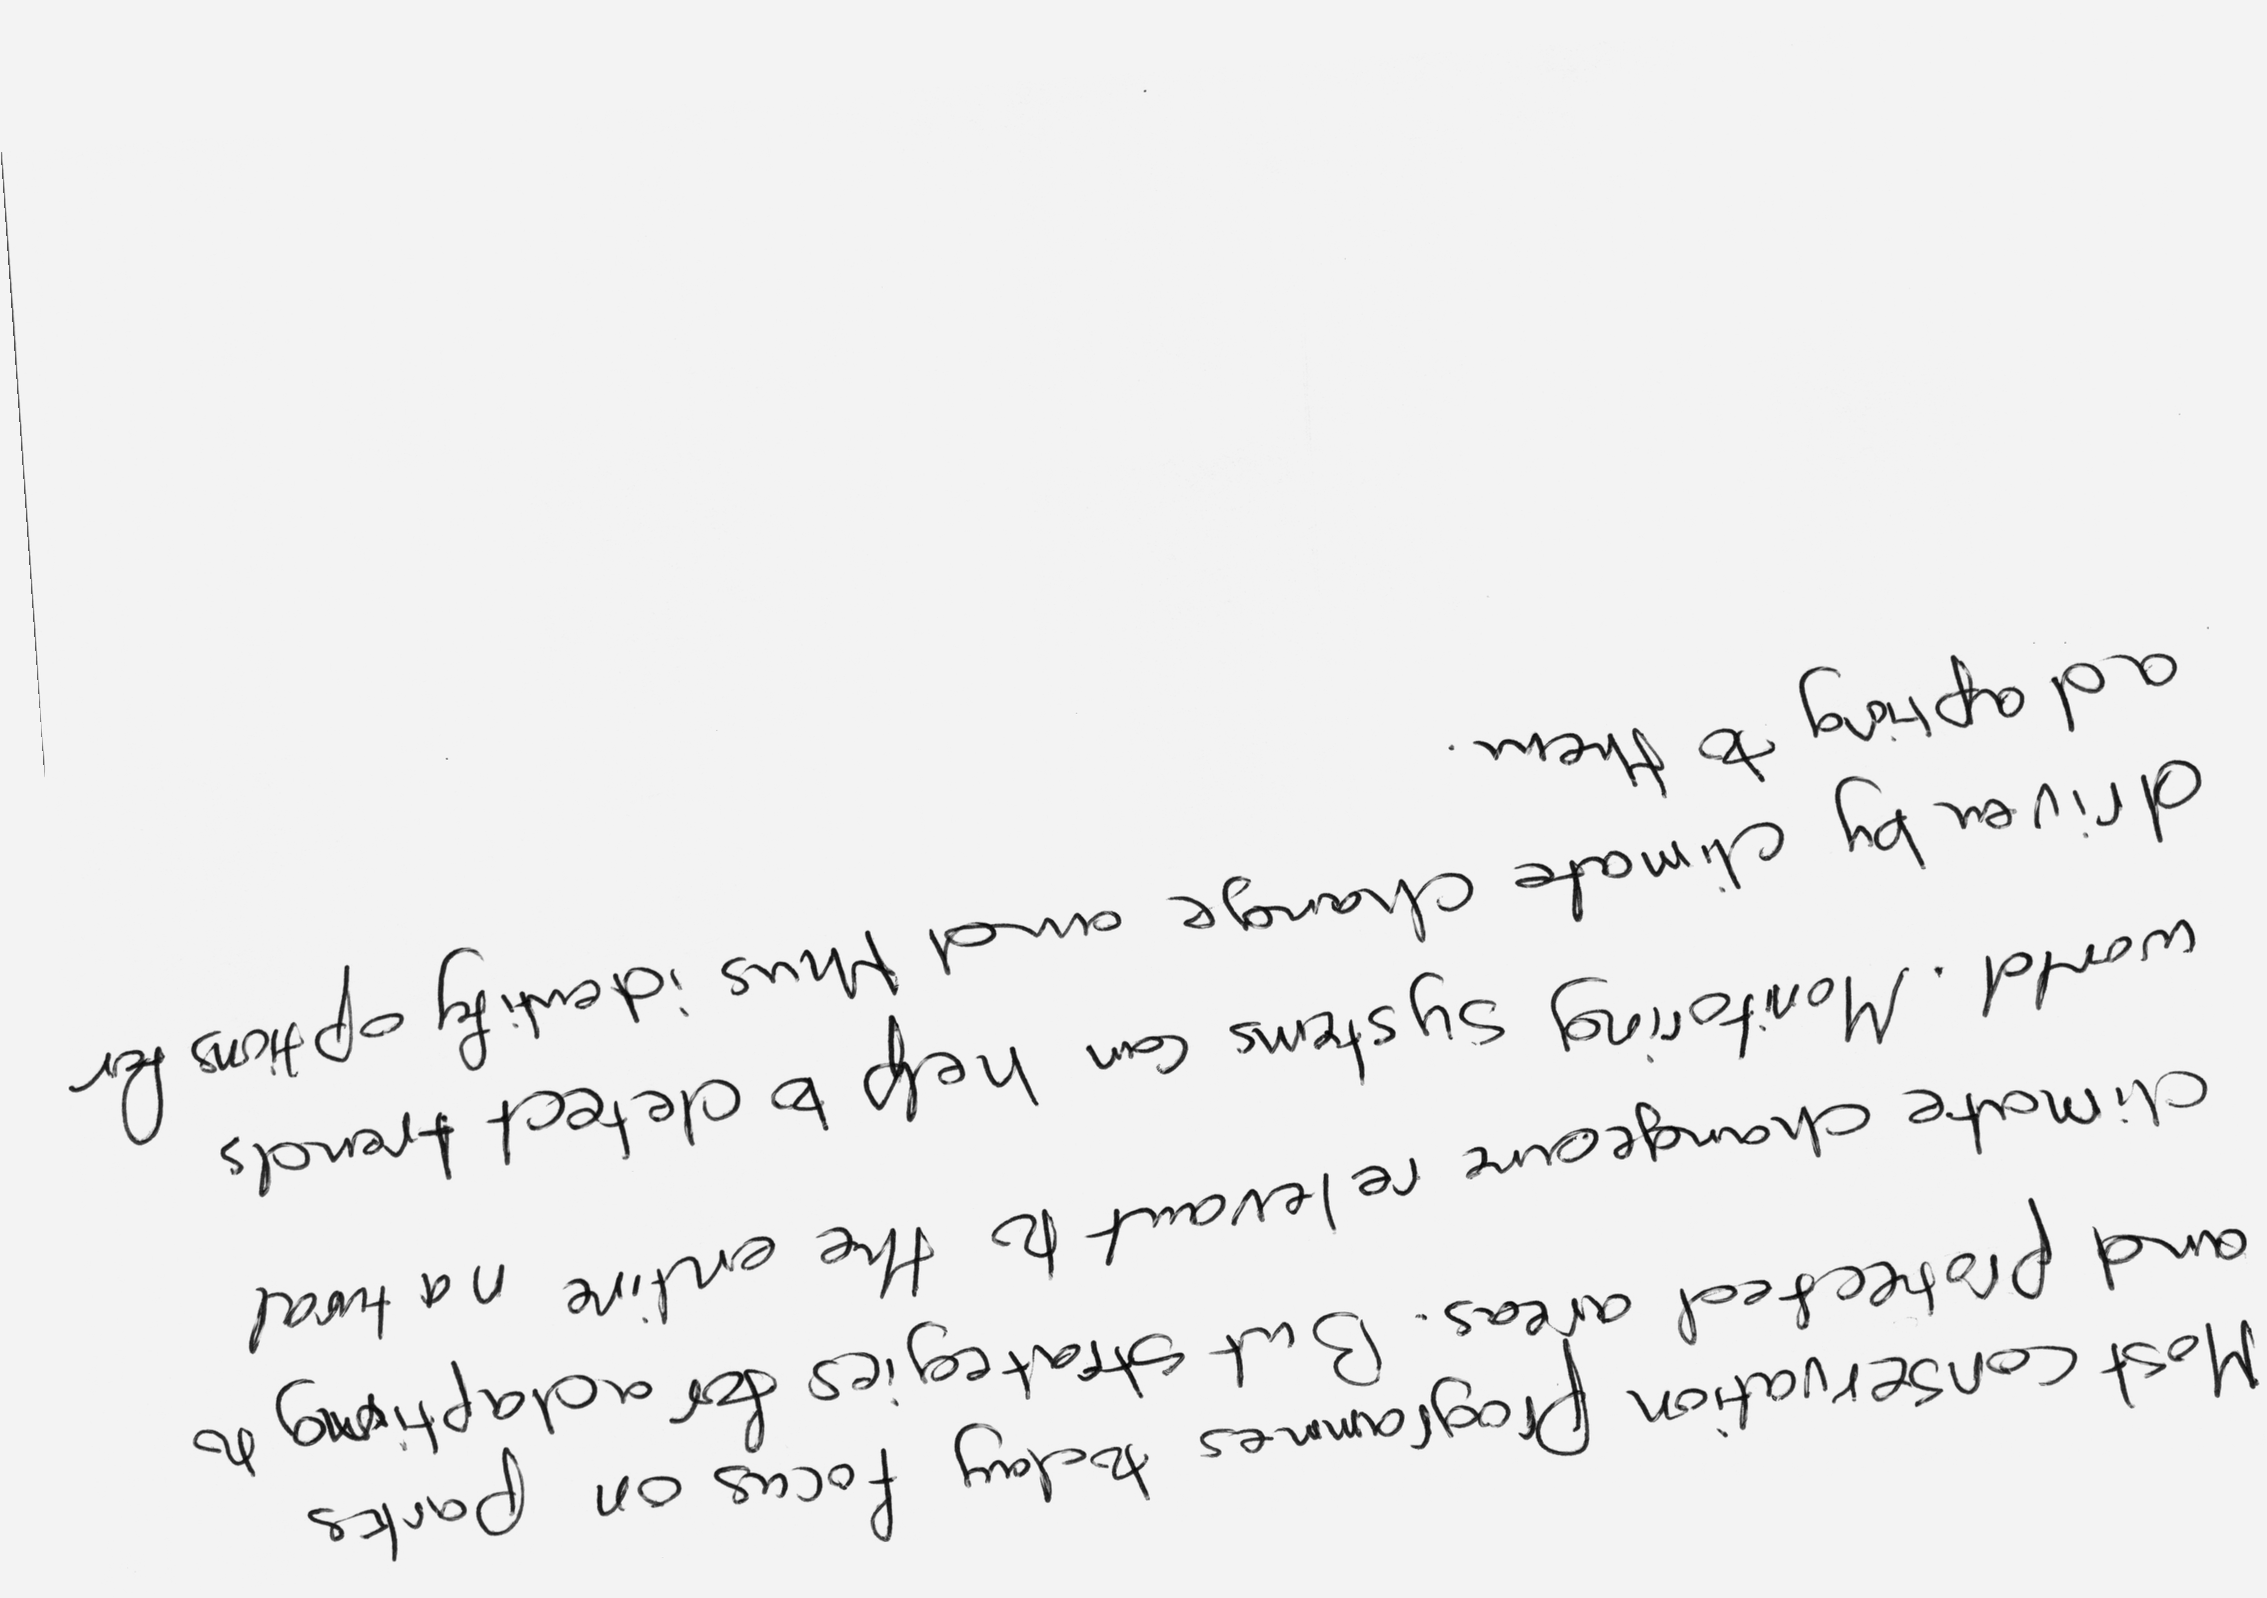 Most conservation programmes today focus on parks
and protected areas. But strategies for adapting to
climate change are relevant to the entire natural
world. Monitoring systems can help to detect trends
driven by climate change and thus identify options for
adapting to them.